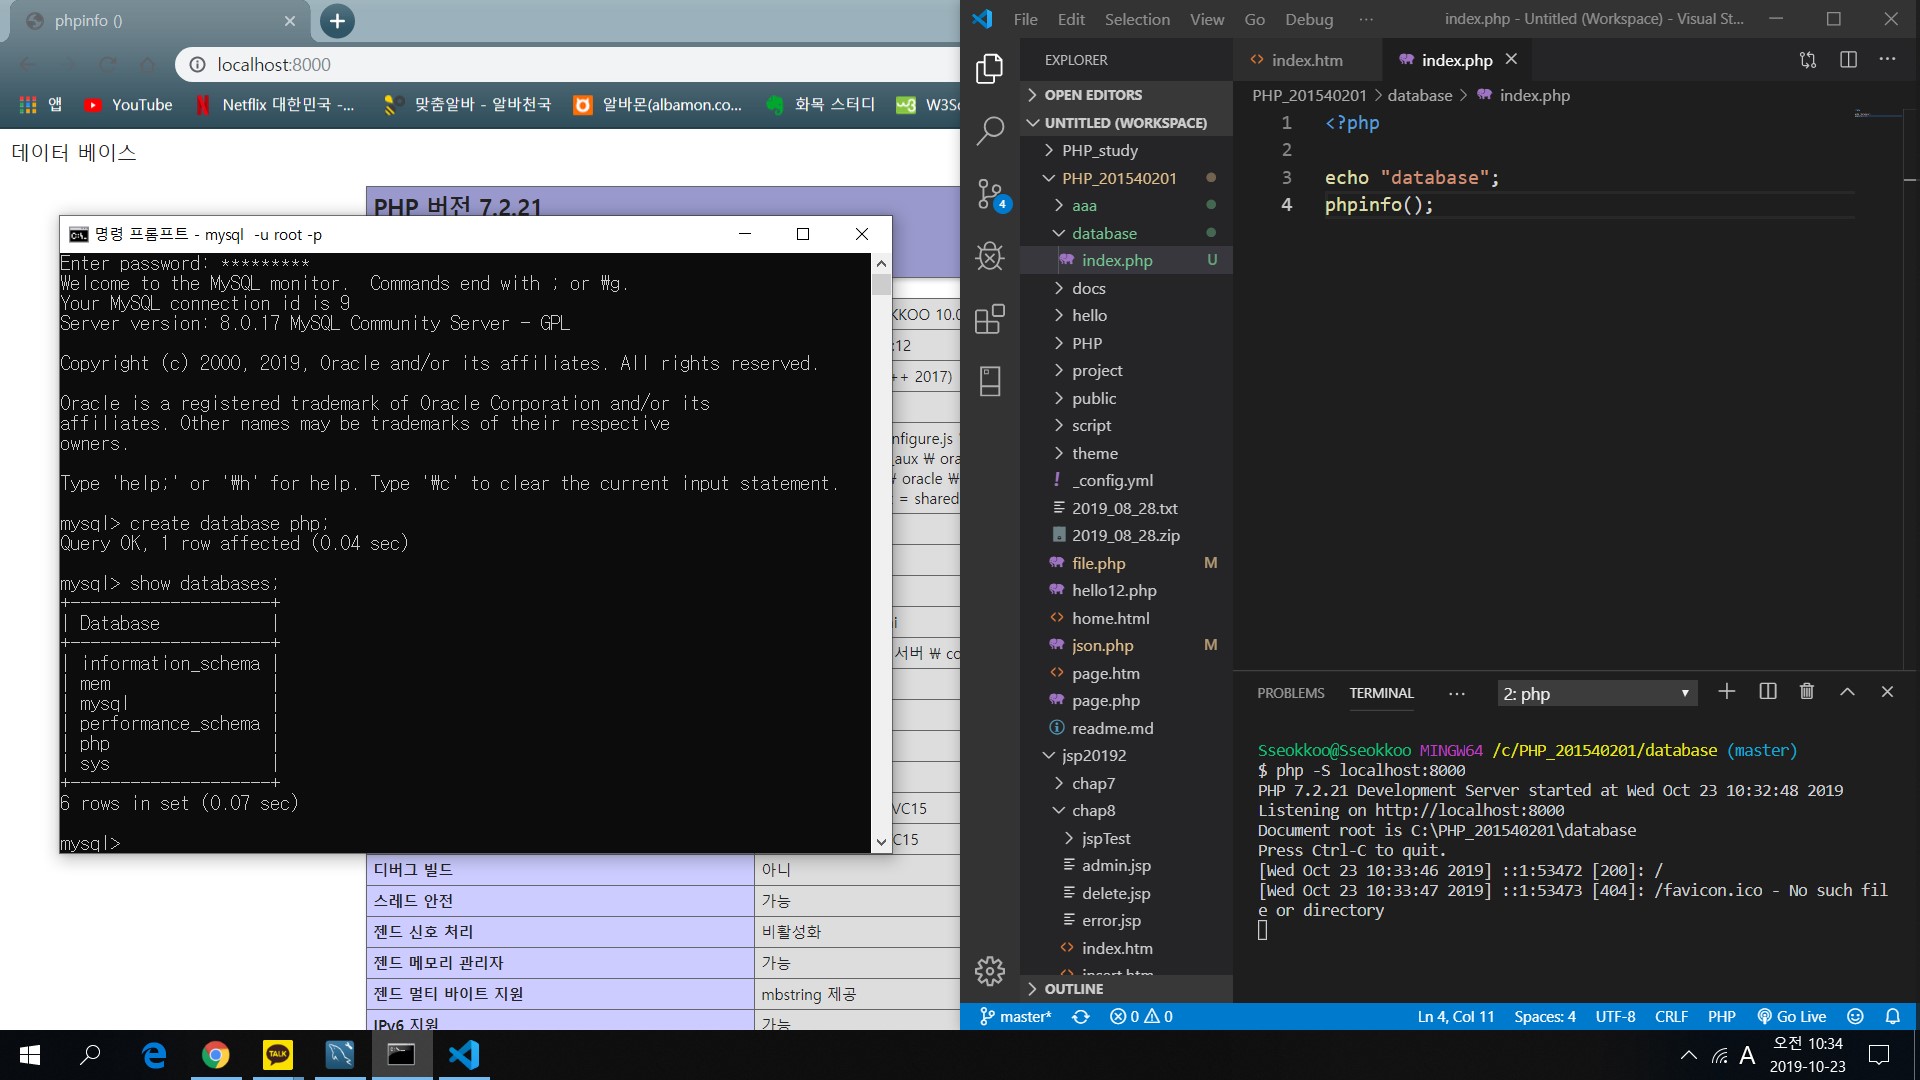 phpinfo ()
localhost:8000
앱
YouTube
Netflix 대한민국 -...
맞춤알바 - 알바천국
알바몬(albamon.co...
화목 스터디
데이터 베이스
PHP 버전 7.2.21
명령 프롬프트 - mysql  -u root -p
Enter password: *********
Welcome to the MySQL monitor.  Commands end with ; or ₩g.
Your MySQL connection id is 9
Server version: 8.0.17 MySQL Community Server - GPL
Copyright (c) 2000, 2019, Oracle and/or its affiliates. All rights reserved.
Oracle is a registered trademark of Oracle Corporation and/or its
affiliates. Other names may be trademarks of their respective
owners.
Type 'help;' or '₩h' for help. Type '₩c' to clear the current input statement.
mysql> create database php;
Query OK, 1 row affected (0.04 sec)
mysql> show databases;
+--------------------+
| Database           |
+--------------------+
| information_schema |
| mem                |
| mysql              |
| performance_schema |
| php                |
| sys                |
+--------------------+
6 rows in set (0.07 sec)
mysql>
KKOO 10.0
:12
++ 2017)
nfigure.js
_aux ₩ ora
₩ oracle ₩
= shared
서버 ₩ co
VC15
C15
디버그 빌드 아니
스레드 안전 가능
젠드 신호 처리 비활성화
젠드 메모리 관리자 가능
젠드 멀티 바이트 지원 mbstring 제공
IPv6 지원 가능
File Edit Selection View Go Debug ···
index.php - Untitled (Workspace) - Visual St...
EXPLORER
OPEN EDITORS
UNTITLED (WORKSPACE)
PHP_study
PHP_201540201
aaa
database
index.php U
docs
hello
PHP
project
public
script
theme
_config.yml
2019_08_28.txt
2019_08_28.zip
file.php M
hello12.php
home.html
json.php M
page.htm
page.php
readme.md
jsp20192
chap7
chap8
jspTest
admin.jsp
delete.jsp
error.jsp
index.htm
insert.htm
OUTLINE
4
index.htm
index.php
PHP_201540201 > database > index.php
1 <?php
2
3 echo "database";
4 phpinfo();
PROBLEMS TERMINAL ··· 2: php
Sseokkoo@Sseokkoo MINGW64 /c/PHP_201540201/database (master)
$ php -S localhost:8000
PHP 7.2.21 Development Server started at Wed Oct 23 10:32:48 2019
Listening on http://localhost:8000
Document root is C:\PHP_201540201\database
Press Ctrl-C to quit.
[Wed Oct 23 10:33:46 2019] ::1:53472 [200]: /
[Wed Oct 23 10:33:47 2019] ::1:53473 [404]: /favicon.ico - No such fil
e or directory
master* 0 0
Ln 4, Col 11 Spaces: 4 UTF-8 CRLF PHP Go Live
TALK
A
오전 10:34
2019-10-23